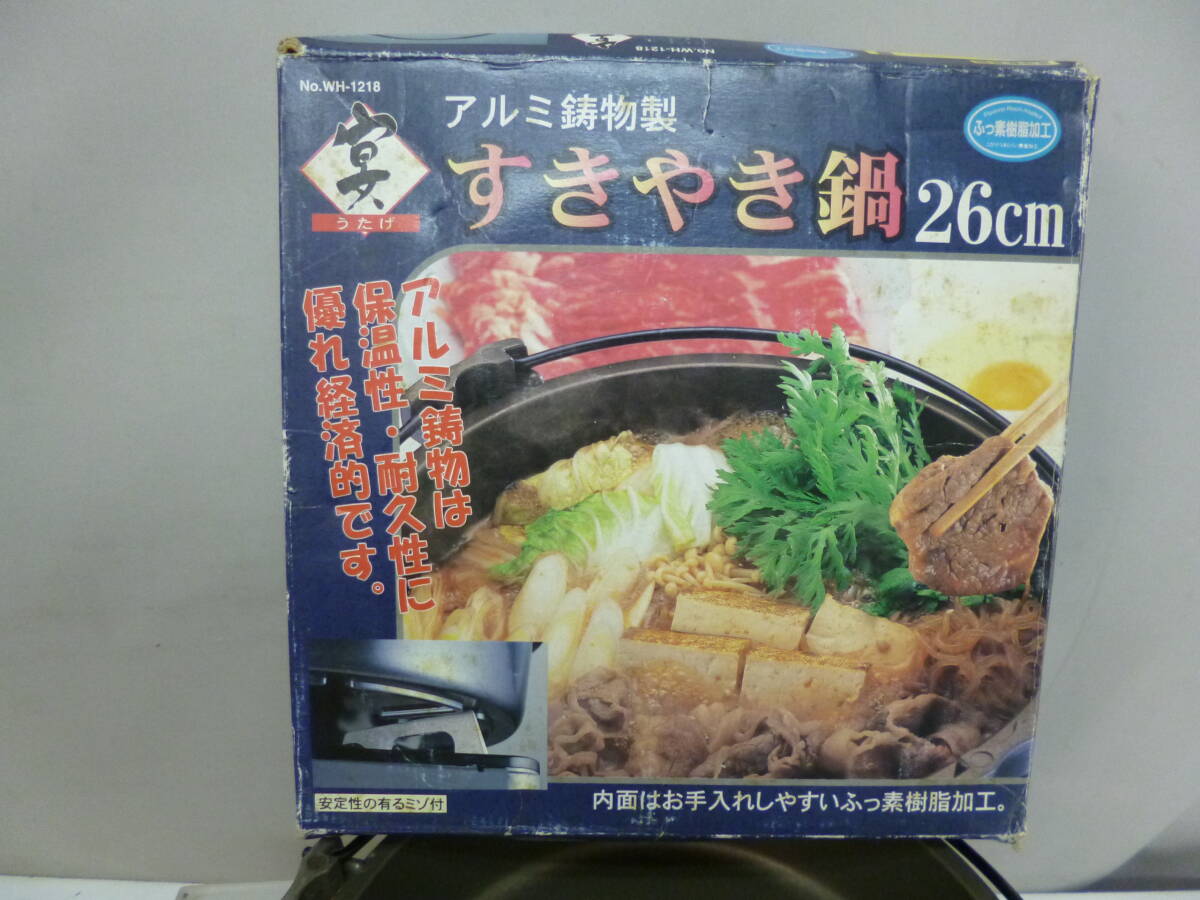 No.WH-1218
No.WH-1218
宴
うたげ
アルミ鋳物製
すきやき鍋 26cm
ふっ素樹脂加工
アルミ鋳物は
保温性・耐久性に
優れ経済的です。
安定性の有るミゾ付
内面はお手入れしやすいふっ素樹脂加工。